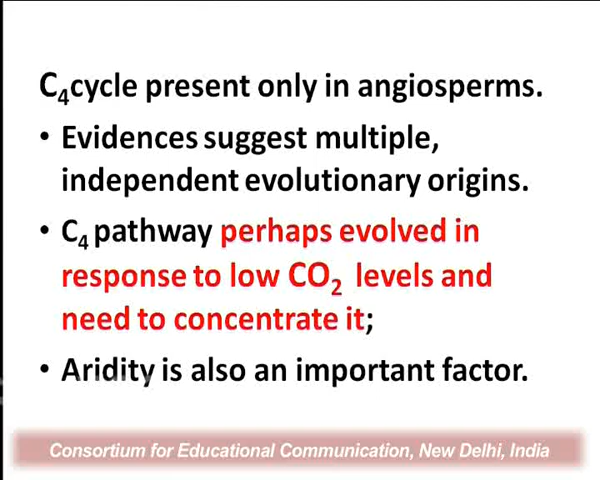 C₄cycle present only in angiosperms.
• Evidences suggest multiple,
independent evolutionary origins.
• C₄ pathway perhaps evolved in
response to low CO₂ levels and
need to concentrate it;
• Aridity is also an important factor.
Consortium for Educational Communication, New Delhi, India